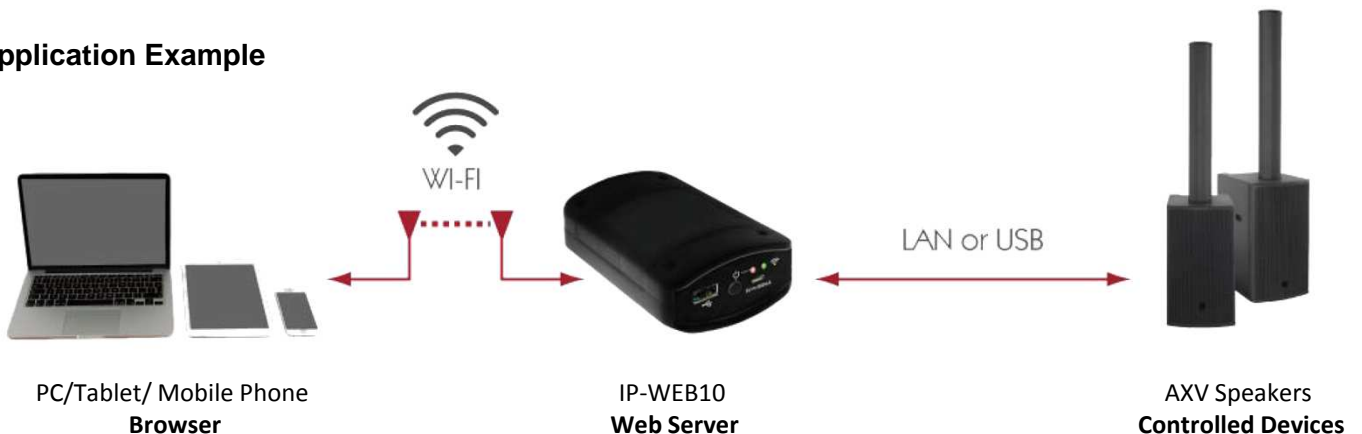 pplication Example
WI-FI
LAN or USB
PC/Tablet/ Mobile Phone
Browser
IP-WEB10
Web Server
AXV Speakers
Controlled Devices